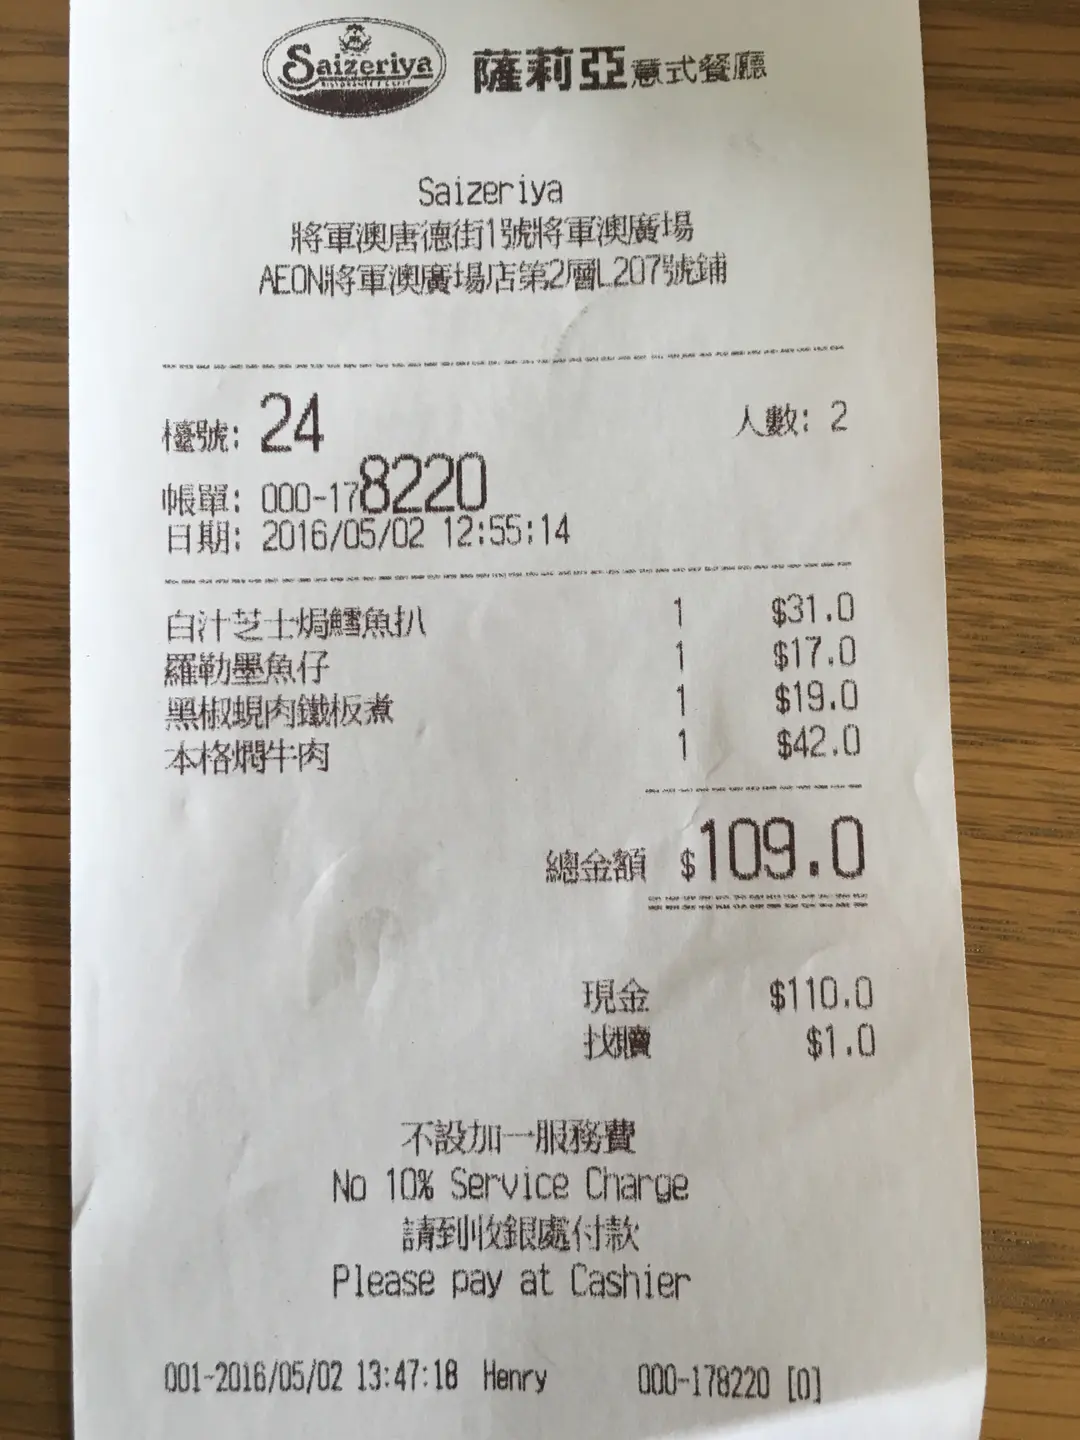 Saizeriya
RISTORANTE E CAFFE
薩莉亞意式餐廳
Saizeriya
將軍澳唐德街1號將軍澳廣場
AEON將軍澳廣場店第2層L207號鋪
檯號: 24 人數: 2
帳單: 000-178220
日期: 2016/05/02 12:55:14
白汁芝士焗鱈魚扒 1 $31.0
羅勒墨魚仔 1 $17.0
黑椒蜆肉鐵板煮 1 $19.0
本格燜牛肉 1 $42.0
總金額 $109.0
現金 $110.0
找贖 $1.0
不設加一服務費
No 10% Service Charge
請到收銀處付款
Please pay at Cashier
001-2016/05/02 13:47:18 Henry 000-178220 [0]